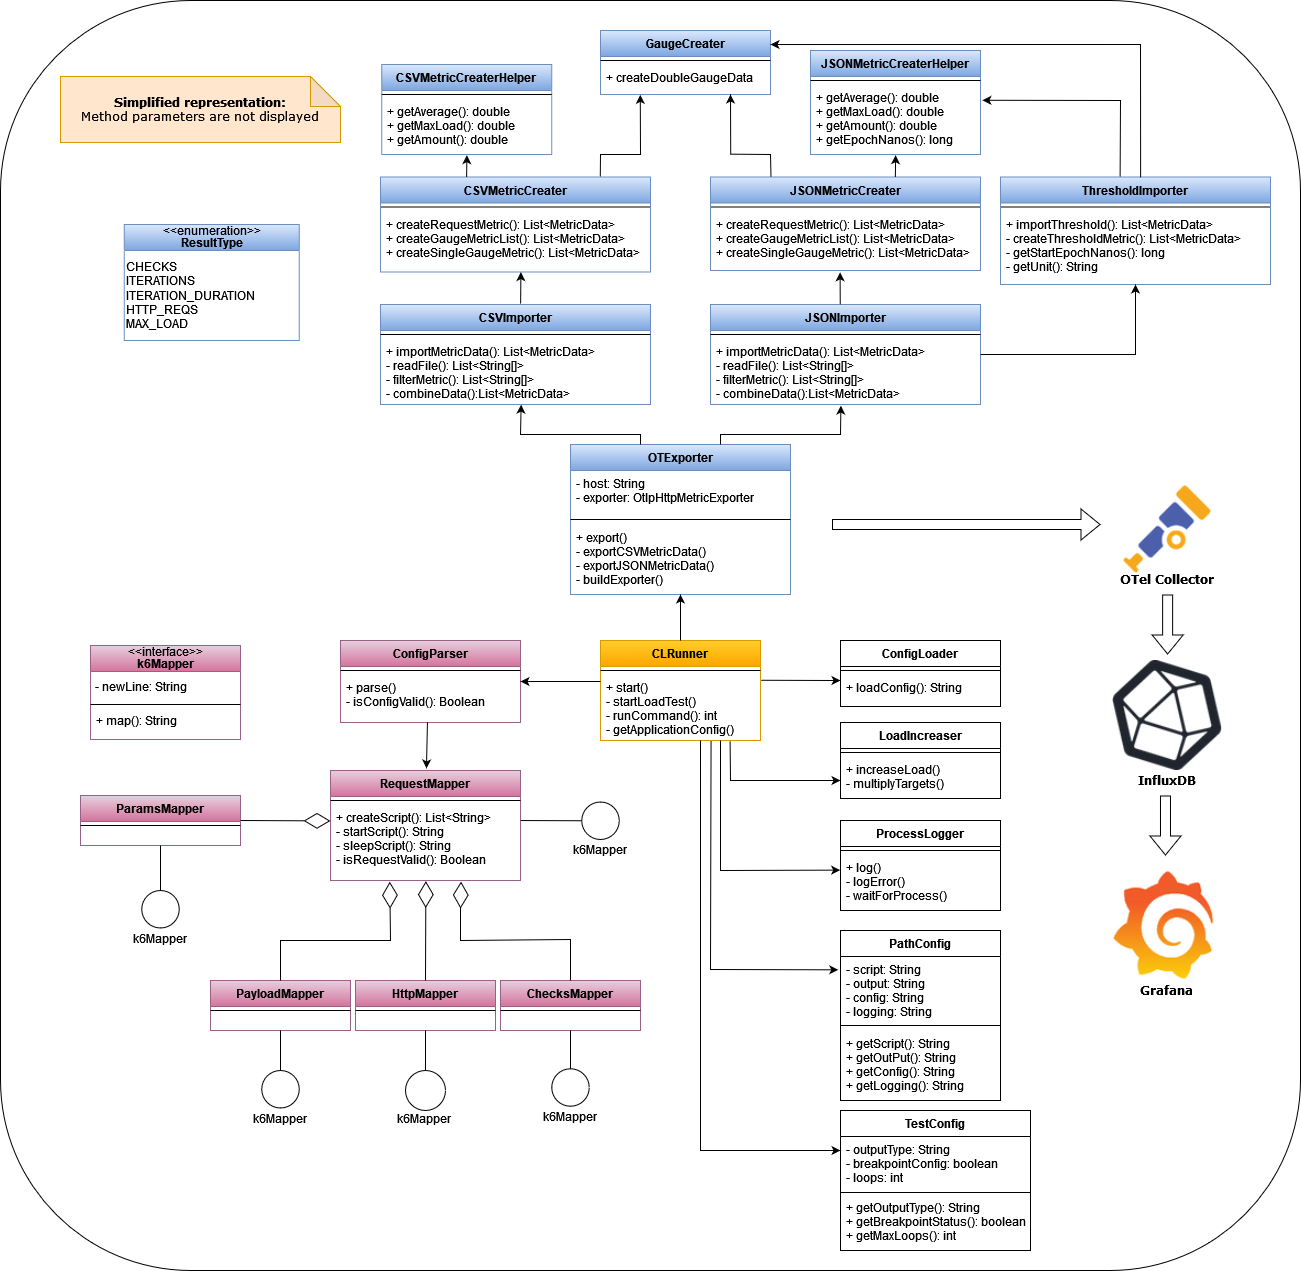 Simplified representation:
Method parameters are not displayed
GaugeCreater
+ createDoubleGaugeData
CSVMetricCreaterHelper
+ getAverage(): double
+ getMaxLoad(): double
+ getAmount(): double
JSONMetricCreaterHelper
+ getAverage(): double
+ getMaxLoad(): double
+ getAmount(): double
+ getEpochNanos(): long
CSVMetricCreater
+ createRequestMetric(): List<MetricData>
+ createGaugeMetricList(): List<MetricData>
+ createSingleGaugeMetric(): List<MetricData>
JSONMetricCreater
+ createRequestMetric(): List<MetricData>
+ createGaugeMetricList(): List<MetricData>
+ createSingleGaugeMetric(): List<MetricData>
ThresholdImporter
+ importThreshold(): List<MetricData>
- createThresholdMetric(): List<MetricData>
- getStartEpochNanos(): long
- getUnit(): String
<<enumeration>>
ResultType
CHECKS
ITERATIONS
ITERATION_DURATION
HTTP_REQS
MAX_LOAD
CSVImporter
+ importMetricData(): List<MetricData>
- readFile(): List<String[]>
- filterMetric(): List<String[]>
- combineData():List<MetricData>
JSONImporter
+ importMetricData(): List<MetricData>
- readFile(): List<String[]>
- filterMetric(): List<String[]>
- combineData():List<MetricData>
OTExporter
- host: String
- exporter: OtlpHttpMetricExporter
+ export()
- exportCSVMetricData()
- exportJSONMetricData()
- buildExporter()
OTel Collector
InfluxDB
Grafana
<<interface>>
k6Mapper
- newLine: String
+ map(): String
ConfigParser
+ parse()
- isConfigValid(): Boolean
CLRunner
+ start()
- startLoadTest()
- runCommand(): int
- getApplicationConfig()
ConfigLoader
+ loadConfig(): String
LoadIncreaser
+ increaseLoad()
- multiplyTargets()
RequestMapper
+ createScript(): List<String>
- startScript(): String
- sleepScript(): String
- isRequestValid(): Boolean
ParamsMapper
k6Mapper
k6Mapper
ProcessLogger
+ log()
- logError()
- waitForProcess()
PathConfig
- script: String
- output: String
- config: String
- logging: String
+ getScript(): String
+ getOutPut(): String
+ getConfig(): String
+ getLogging(): String
PayloadMapper
HttpMapper
ChecksMapper
k6Mapper
k6Mapper
k6Mapper
TestConfig
- outputType: String
- breakpointConfig: boolean
- loops: int
+ getOutputType(): String
+ getBreakpointStatus(): boolean
+ getMaxLoops(): int